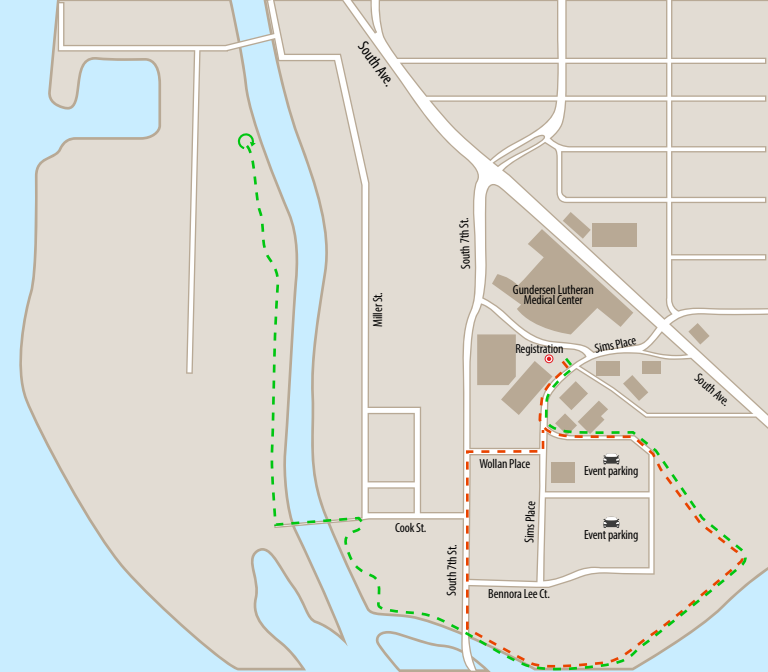 South Ave.
South 7th St.
Gundersen Lutheran
Medical Center
Miller St.
Registration
Sims Place
South Ave.
Wollan Place
Event parking
Sims Place
Cook St.
Event parking
South 7th St.
Bennora Lee Ct.